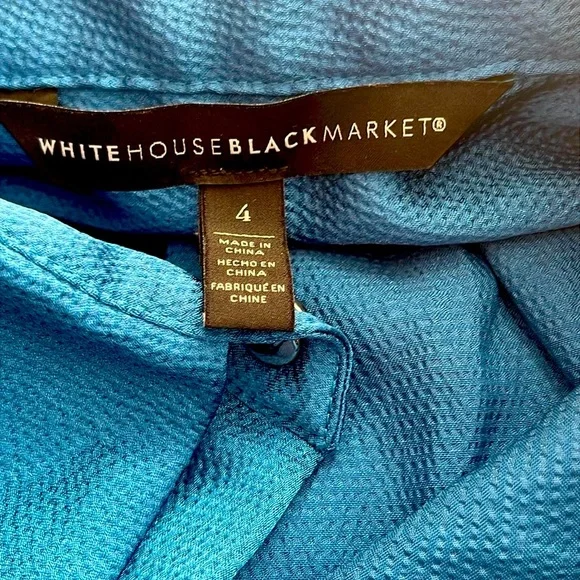 WHITEHOUSEBLACKMARKET®
4
MADE IN
CHINA
HECHO EN
CHINA
FABRIQUÉ EN
CHINE